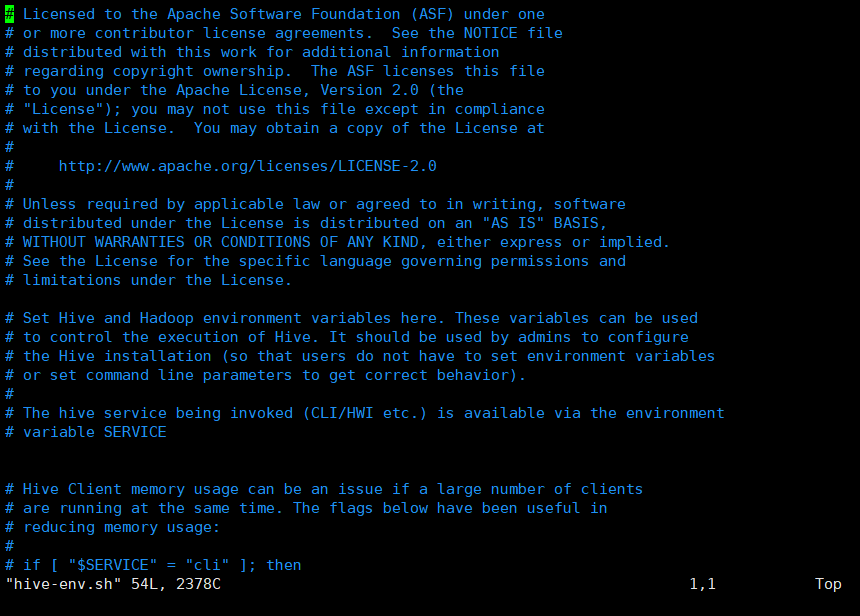 # Licensed to the Apache Software Foundation (ASF) under one
# or more contributor license agreements.  See the NOTICE file
# distributed with this work for additional information
# regarding copyright ownership.  The ASF licenses this file
# to you under the Apache License, Version 2.0 (the
# "License"); you may not use this file except in compliance
# with the License.  You may obtain a copy of the License at
#
#     http://www.apache.org/licenses/LICENSE-2.0
#
# Unless required by applicable law or agreed to in writing, software
# distributed under the License is distributed on an "AS IS" BASIS,
# WITHOUT WARRANTIES OR CONDITIONS OF ANY KIND, either express or implied.
# See the License for the specific language governing permissions and
# limitations under the License.

# Set Hive and Hadoop environment variables here. These variables can be used
# to control the execution of Hive. It should be used by admins to configure
# the Hive installation (so that users do not have to set environment variables
# or set command line parameters to get correct behavior).
#
# The hive service being invoked (CLI/HWI etc.) is available via the environment
# variable SERVICE


# Hive Client memory usage can be an issue if a large number of clients
# are running at the same time. The flags below have been useful in
# reducing memory usage:
#
# if [ "$SERVICE" = "cli" ]; then
"hive-env.sh" 54L, 2378C 1,1 Top